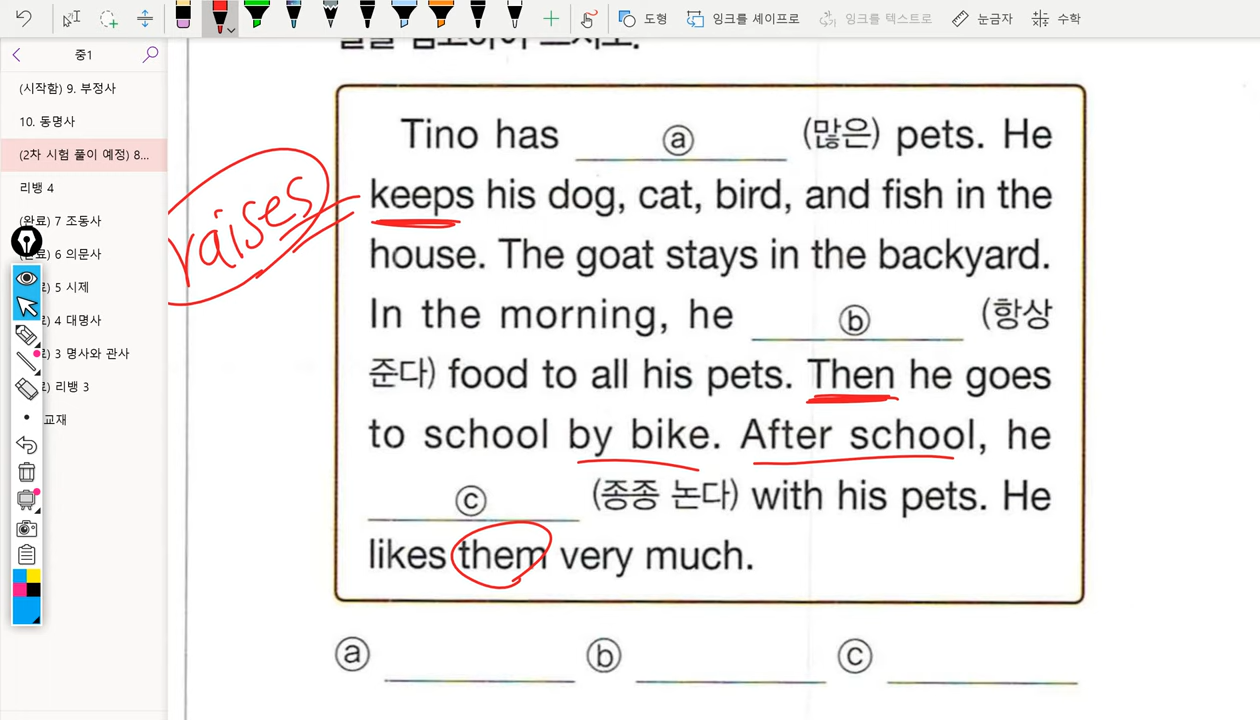 도형
잉크를 셰이프로
잉크를 텍스트로
눈금자
수학
중1
(시작함) 9. 부정사
10. 동명사
(2차 시험 풀이 예정) 8...
리뱅 4
(완료) 7 조동사
6 의문사
) 5 시제
) 4 대명사
) 3 명사와 관사
) 리뱅 3
교재
raises
Tino has ⓐ (많은) pets. He
keeps his dog, cat, bird, and fish in the
house. The goat stays in the backyard.
In the morning, he ⓑ (항상
준다) food to all his pets. Then he goes
to school by bike. After school, he
ⓒ (종종 논다) with his pets. He
likes them very much.
ⓐ ⓑ ⓒ